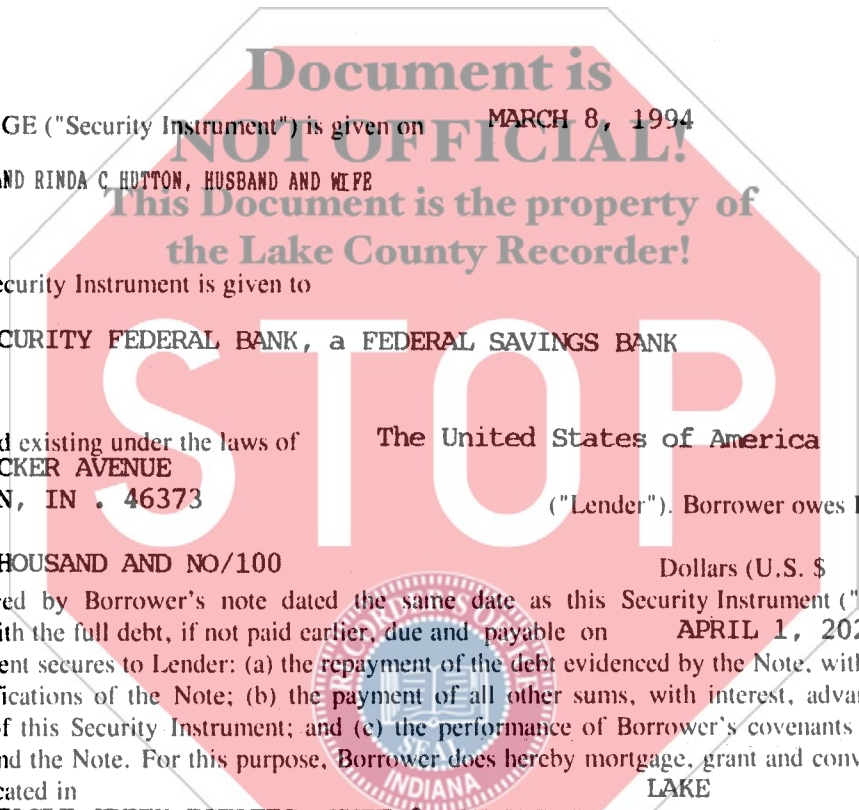 Document is
GE ("Security Instrument") is given on MARCH 8, 1994
NOT OFFICIAL!
AND RINDA C HUTTON, HUSBAND AND WIFE
This Document is the property of
the Lake County Recorder!
ecurity Instrument is given to
STOP
CURITY FEDERAL BANK, a FEDERAL SAVINGS BANK
d existing under the laws of The United States of America
CKER AVENUE
N, IN . 46373 ("Lender"). Borrower owes
HOUSAND AND NO/100 Dollars (U.S. $
ed by Borrower's note dated the same date as this Security Instrument ("
ith the full debt, if not paid earlier, due and payable on APRIL 1, 202
ent secures to Lender: (a) the repayment of the debt evidenced by the Note, with
fications of the Note; (b) the payment of all other sums, with interest, advan
of this Security Instrument; and (c) the performance of Borrower's covenants
nd the Note. For this purpose, Borrower does hereby mortgage, grant and conv
cated in LAKE
SEAL
INDIANA